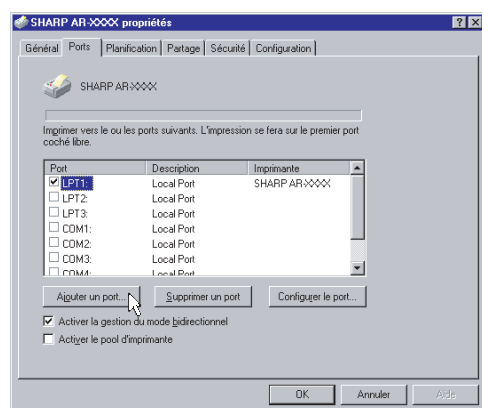 SHARP AR-XXXX propriétés
Général Ports Planification Partage Sécurité Configuration
SHARP AR-XXXX
Imprimer vers le ou les ports suivants. L'impression se fera sur le premier port
coché libre.
Port Description Imprimante
LPT1: Local Port SHARP AR-XXXX
LPT2: Local Port
LPT3: Local Port
COM1: Local Port
COM2: Local Port
COM3: Local Port
COM4: Local Port
Ajouter un port... Supprimer un port Configurer le port...
Activer la gestion du mode bidirectionnel
Activer le pool d'imprimante
OK Annuler Aide